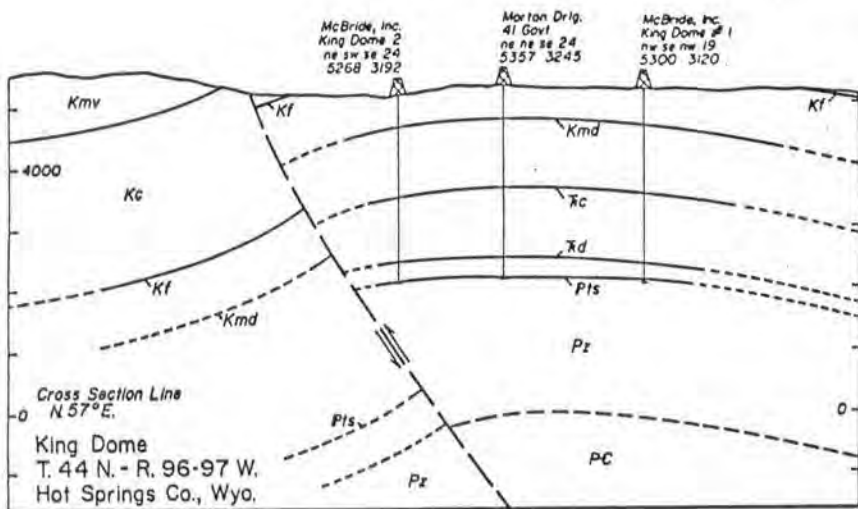 McBride, Inc.
King Dome 2
ne sw se 24
5268 3192
Morton Drlg.
41 Govt
ne ne se 24
5357 3245
McBride, Inc.
King Dome #1
nw se nw 19
5300 3120
Kmv
Kf
Kf
Kmd
4000
Kc
Ћc
Ћd
Kf
Pts
Kmd
Pz
Cross Section Line
N.57°E.
0
0
Pts
King Dome
T. 44 N. - R. 96-97 W.
Hot Springs Co., Wyo.
Pz
PC